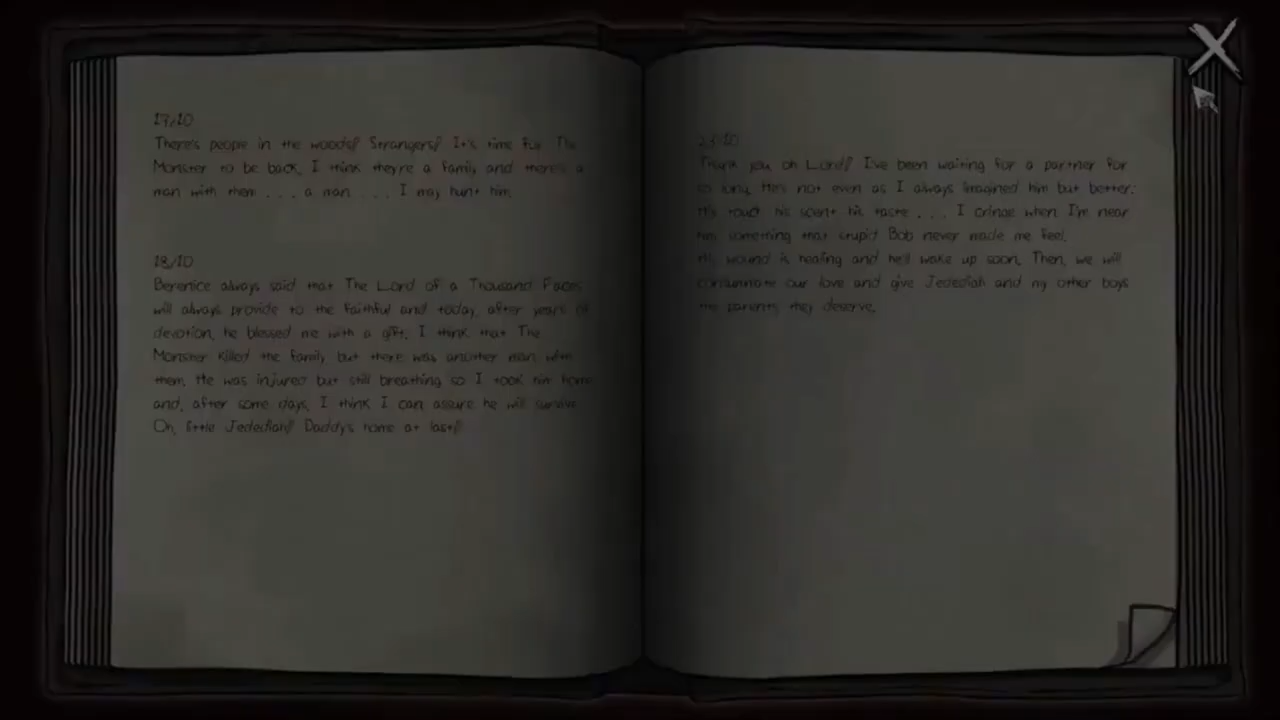 17/10
There's people in the woods!! Strangers!! It's time for The
Monster to be back. I think they're a family and there's a
man with them . . . a man . . . I may hunt him.
18/10
Berenice always said that The Lord of a Thousand Faces
will always provide to the faithful and today, after years of
devotion, he blessed me with a gift. I think that The
Monster killed the family but there was another man with
them. He was injured but still breathing so I took him home
and, after some days, I think I can assure he will survive.
Oh, little Jedediah!! Daddy's home at last!!
23/10
Thank you oh Lord!! I've been waiting for a partner for
so long. He's not even as I always imagined him but better.
His touch his scent his taste . . . I cringe when I'm near
him something that stupid Bob never made me feel.
His wound is healing and he'll wake up soon. Then, we will
consummate our love and give Jedediah and my other boys
the parents they deserve.